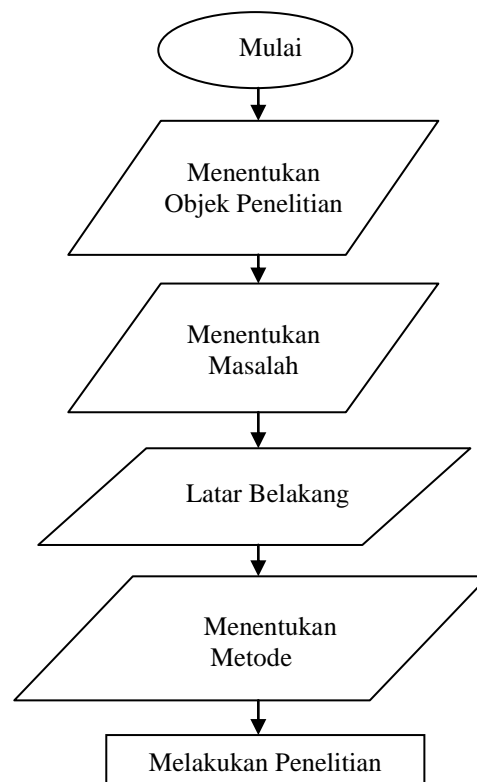 Mulai
Menentukan
Objek Penelitian
Menentukan
Masalah
Latar Belakang
Menentukan
Metode
Melakukan Penelitian